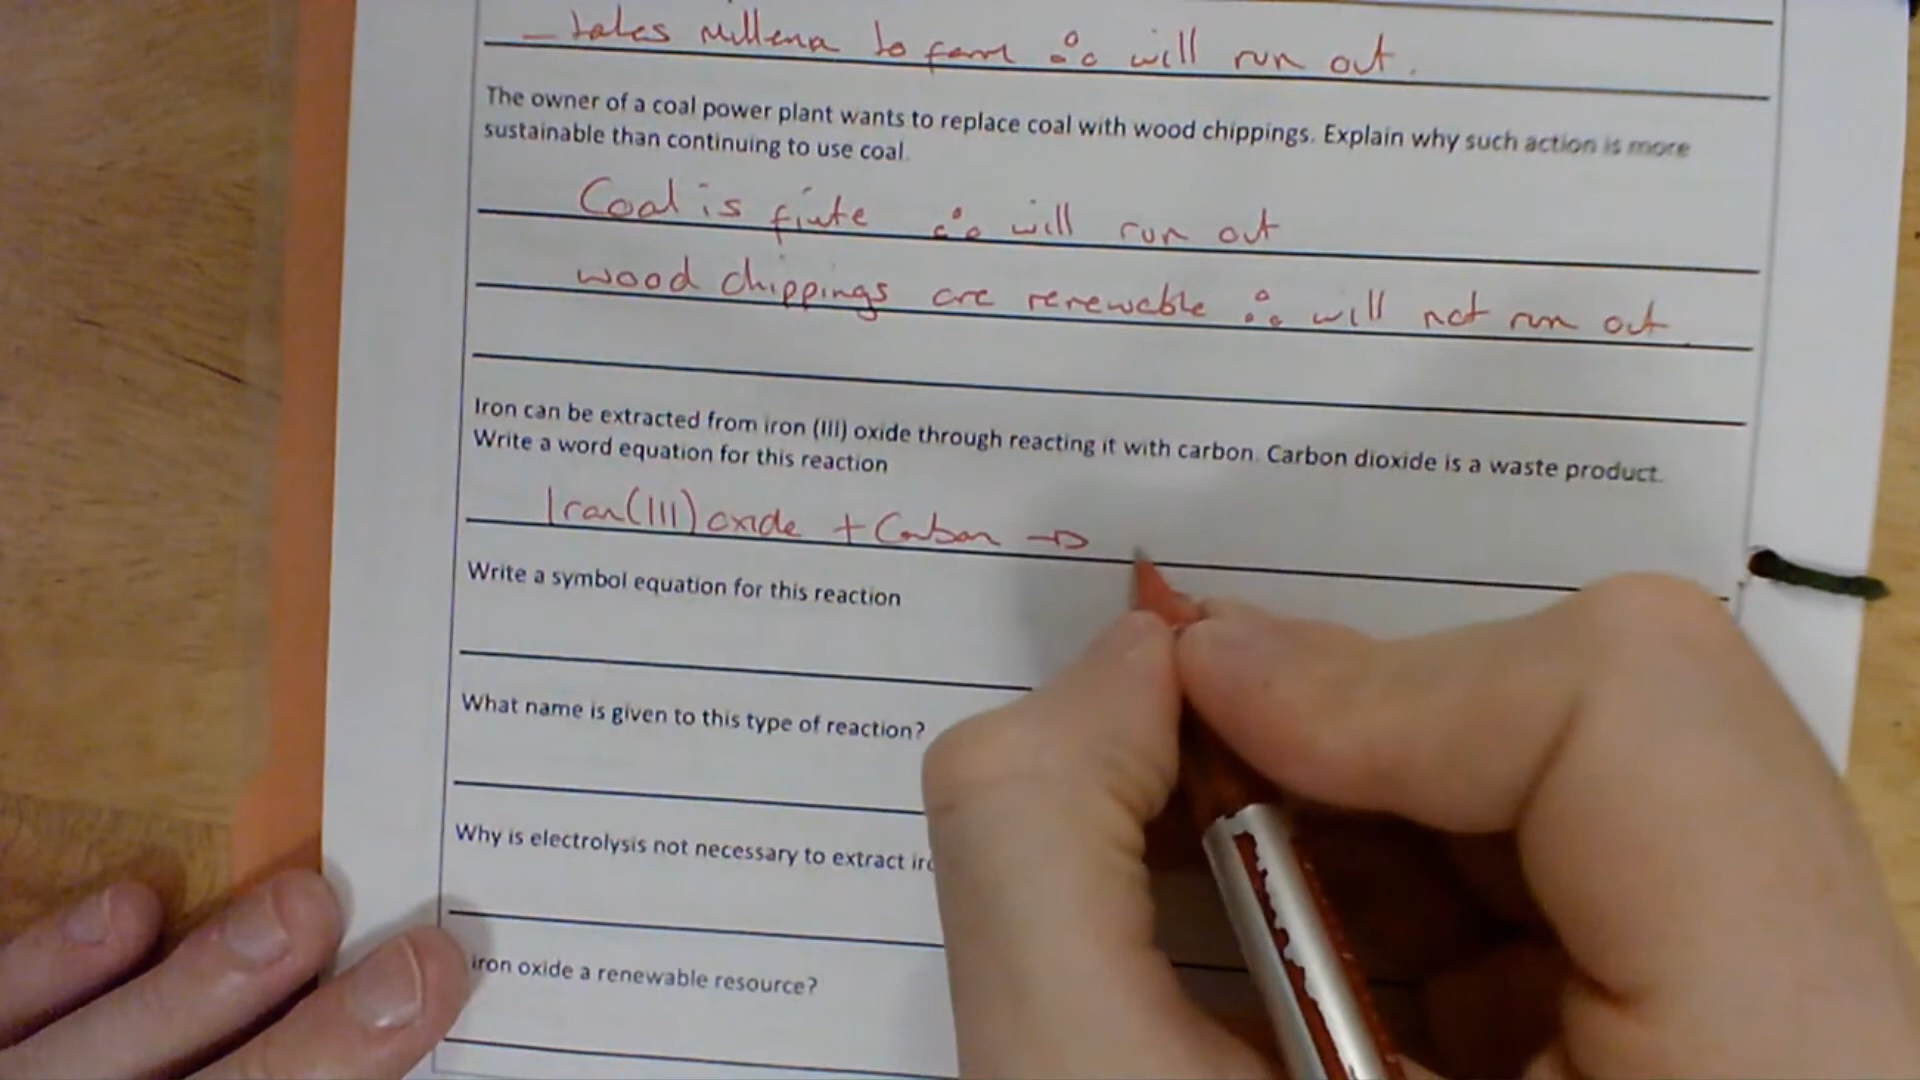 – takes millena to form ∴ will run out.
The owner of a coal power plant wants to replace coal with wood chippings. Explain why such action is more
sustainable than continuing to use coal.
Coal is finte ∴ will run out
wood chippings are renewable ∴ will not run out
Iron can be extracted from iron (III) oxide through reacting it with carbon. Carbon dioxide is a waste product.
Write a word equation for this reaction
Iron(III) oxide + Carbon →
Write a symbol equation for this reaction
What name is given to this type of reaction?
Why is electrolysis not necessary to extract
iron oxide a renewable resource?